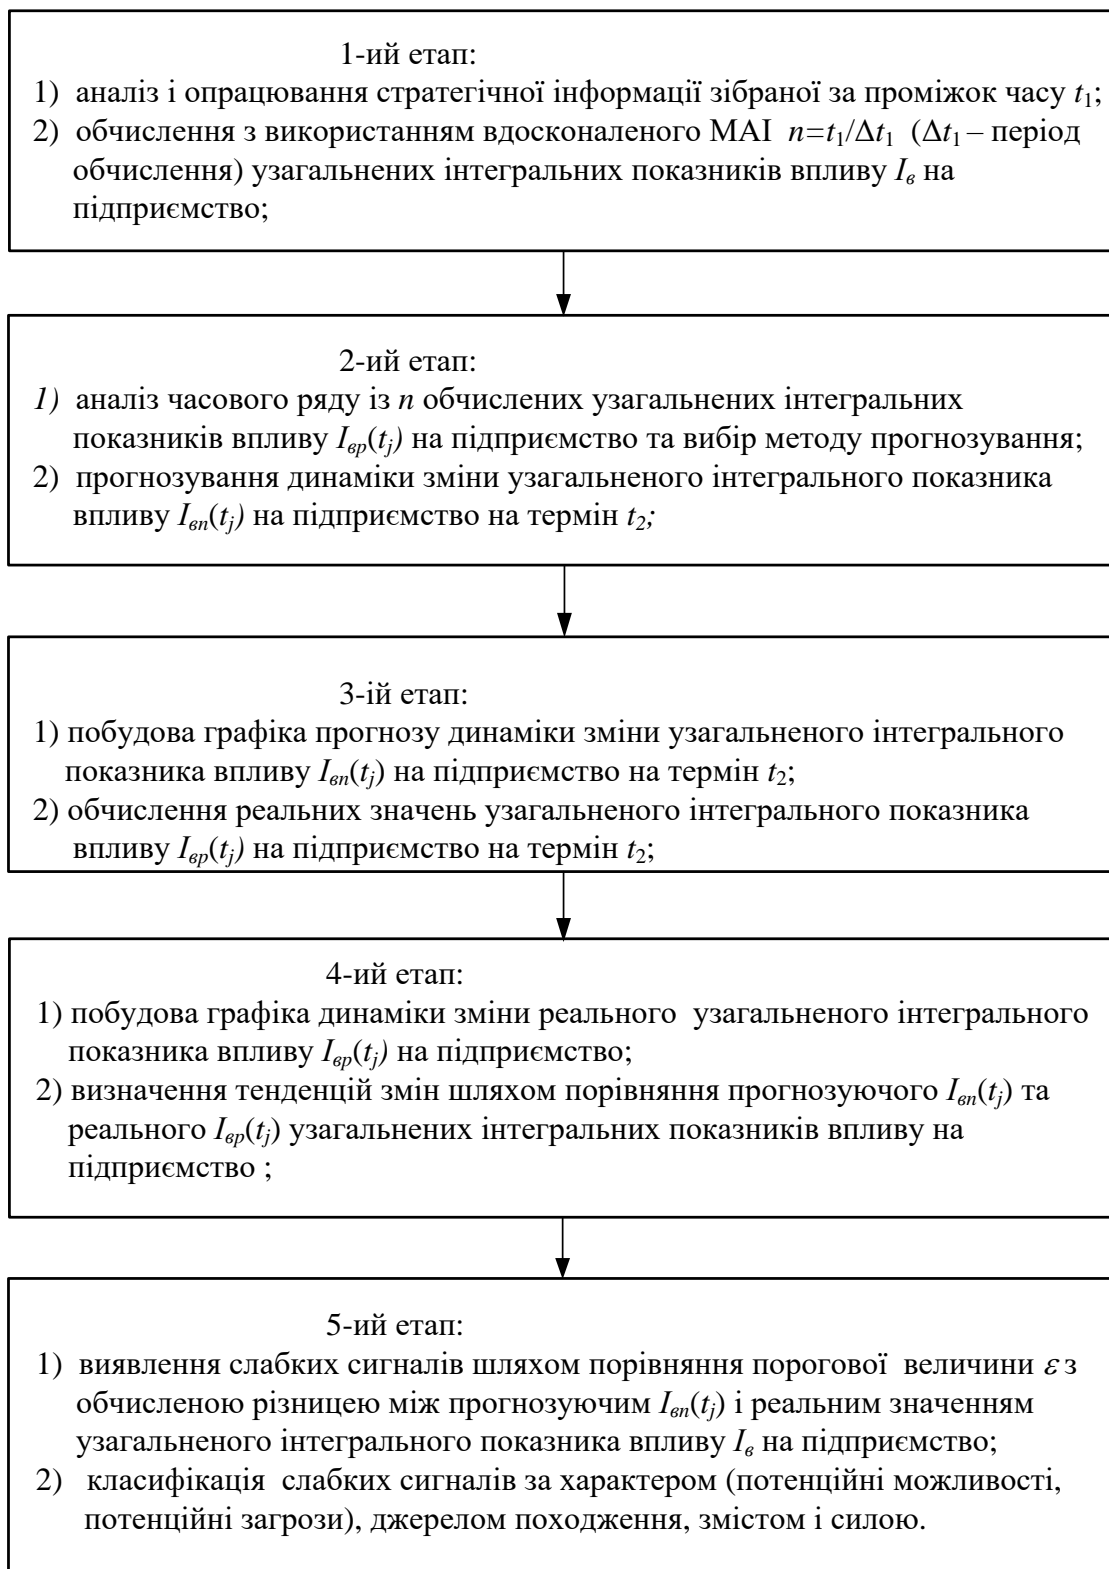 1-ий етап:
1) аналіз і опрацювання стратегічної інформації зібраної за проміжок часу t₁;
2) обчислення з використанням вдосконаленого МАІ n=t₁/Δt₁ (Δt₁ – період
обчислення) узагальнених інтегральних показників впливу Iв на
підприємство;
2-ий етап:
1) аналіз часового ряду із n обчислених узагальнених інтегральних
показників впливу Iвр(tj) на підприємство та вибір методу прогнозування;
2) прогнозування динаміки зміни узагальненого інтегрального показника
впливу Iвп(tj) на підприємство на термін t₂;
3-ій етап:
1) побудова графіка прогнозу динаміки зміни узагальненого інтегрального
показника впливу Iвп(tj) на підприємство на термін t₂;
2) обчислення реальних значень узагальненого інтегрального показника
впливу Iвр(tj) на підприємство на термін t₂;
4-ий етап:
1) побудова графіка динаміки зміни реального узагальненого інтегрального
показника впливу Iвр(tj) на підприємство;
2) визначення тенденцій змін шляхом порівняння прогнозуючого Iвп(tj) та
реального Iвр(tj) узагальнених інтегральних показників впливу на
підприємство ;
5-ий етап:
1) виявлення слабких сигналів шляхом порівняння порогової величини ε з
обчисленою різницею між прогнозуючим Iвп(tj) і реальним значенням
узагальненого інтегрального показника впливу Iв на підприємство;
2) класифікація слабких сигналів за характером (потенційні можливості,
потенційні загрози), джерелом походження, змістом і силою.